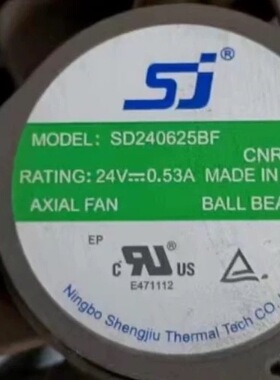 SJ®
MODEL: SD240625BF
CNR
RATING: 24V⎓0.53A MADE IN
AXIAL FAN BALL BEA
EP
c RU US
E471112
Ningbo Shengjiu Thermal Tech CO.